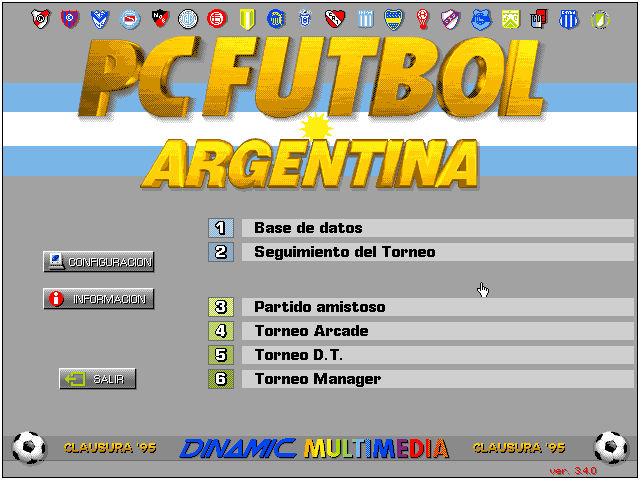 PC FUTBOL
ARGENTINA
1 Base de datos
2 Seguimiento del Torneo
CONFIGURACION
INFORMACION
3 Partido amistoso
4 Torneo Arcade
5 Torneo D.T.
6 Torneo Manager
SALIR
CLAUSURA '95 DINAMIC MULTIMEDIA CLAUSURA '95
ver. 3.4.0